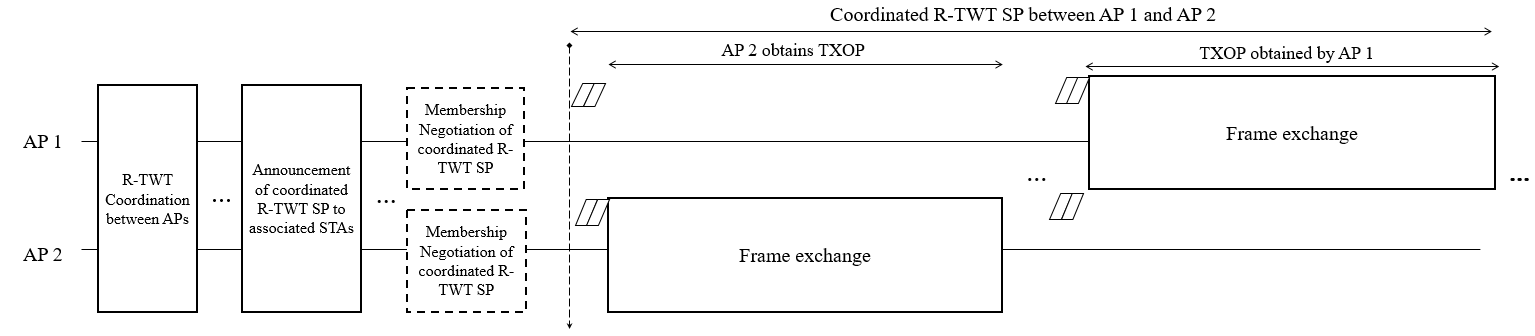 Coordinated R-TWT SP between AP 1 and AP 2
AP 2 obtains TXOP
TXOP obtained by AP 1
AP 1
AP 2
R-TWT
Coordination
between APs
...
Announcement
of coordinated
R-TWT SP to
associated STAs
...
Membership
Negotiation of
coordinated R-
TWT SP
Membership
Negotiation of
coordinated R-
TWT SP
Frame exchange
...
Frame exchange
...